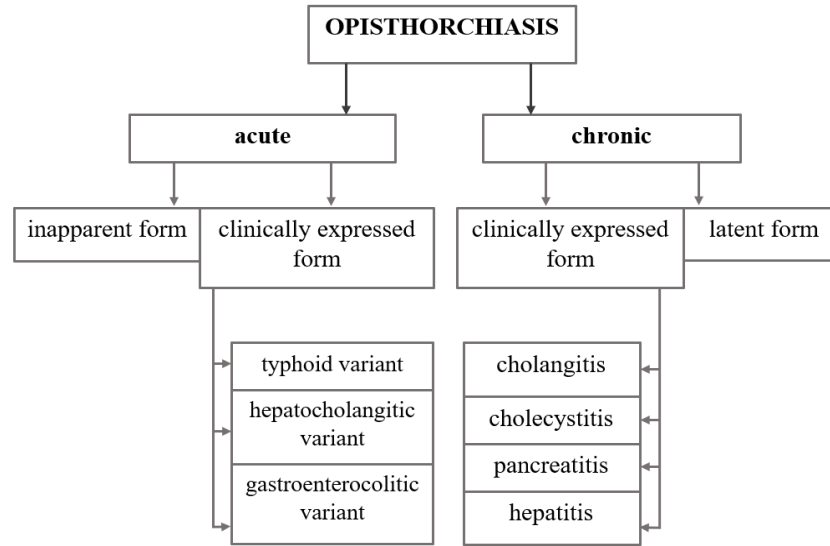 OPISTHORCHIASIS
acute
chronic
inapparent form
clinically expressed
form
clinically expressed
form
latent form
typhoid variant
hepatocholangitic
variant
gastroenterocolitic
variant
cholangitis
cholecystitis
pancreatitis
hepatitis